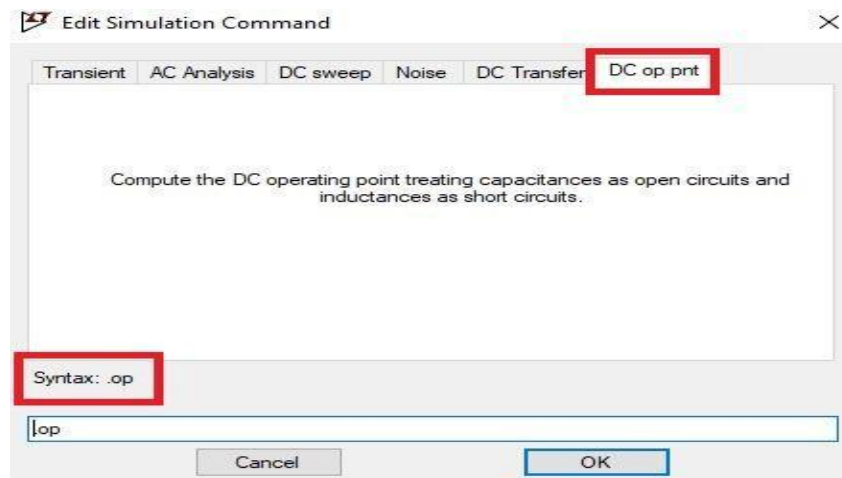 Edit Simulation Command
Transient AC Analysis DC sweep Noise DC Transfer DC op pnt
Compute the DC operating point treating capacitances as open circuits and
inductances as short circuits.
Syntax: .op
.op
Cancel OK